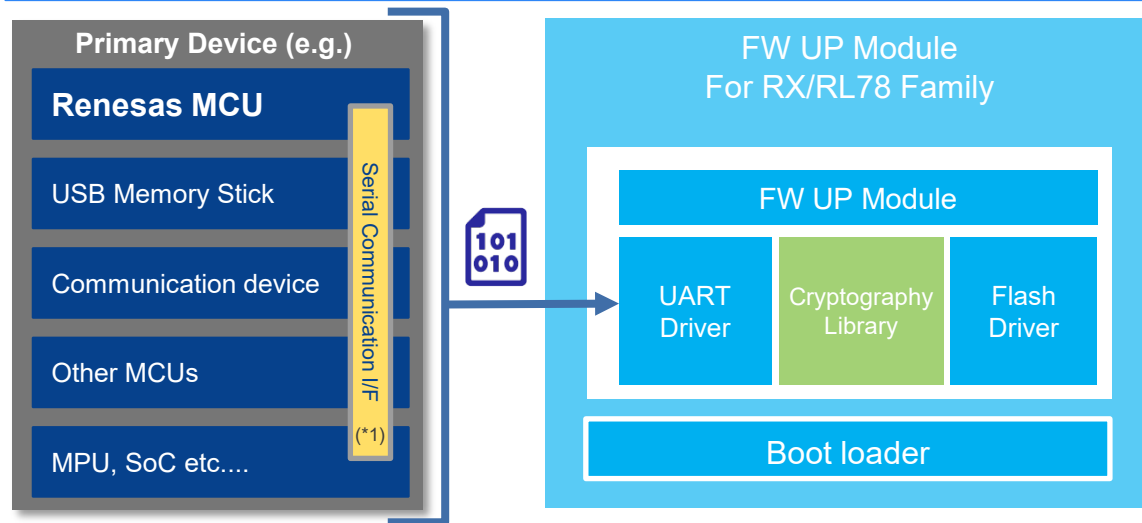 Primary Device (e.g.)
Renesas MCU
USB Memory Stick
Communication device
Other MCUs
MPU, SoC etc....
Serial Communication I/F
(*1)
101
010
FW UP Module
For RX/RL78 Family
FW UP Module
UART
Driver
Cryptography
Library
Flash
Driver
Boot loader